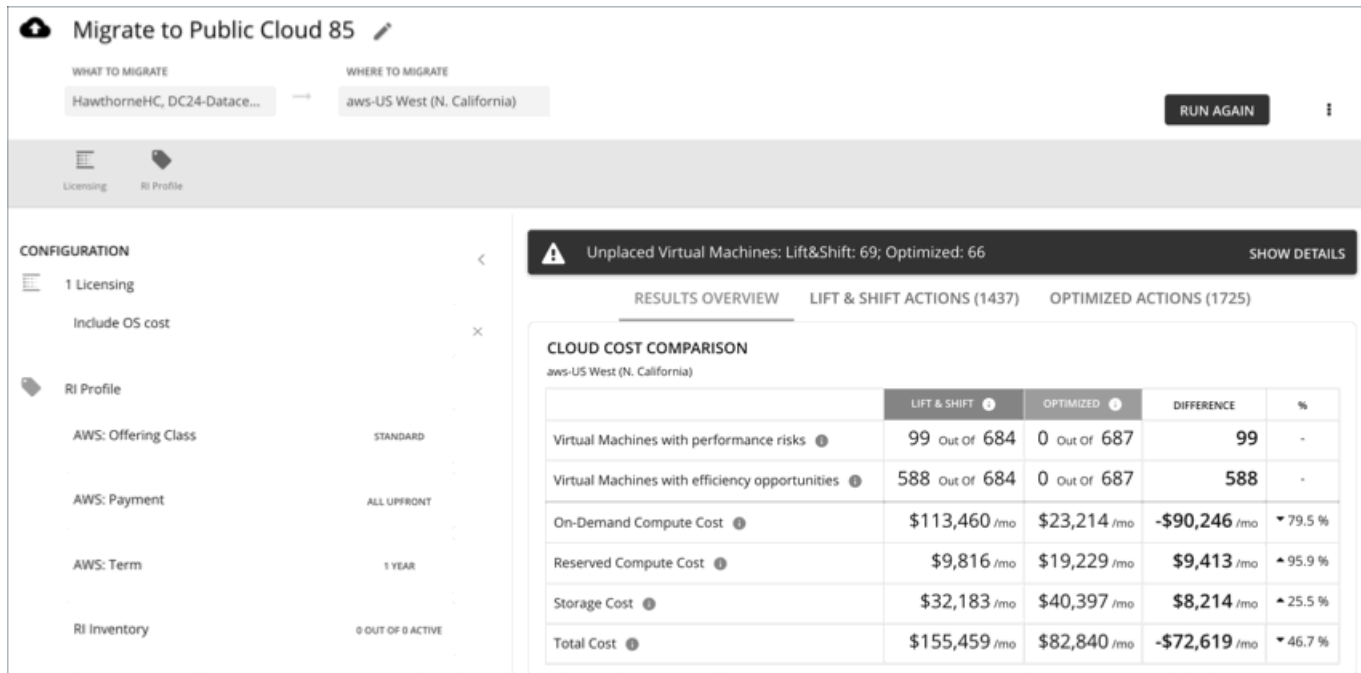 Migrate to Public Cloud 85
WHAT TO MIGRATE WHERE TO MIGRATE
HawthorneHC, DC24-Datace... aws-US West (N. California)
RUN AGAIN
Licensing RI Profile
CONFIGURATION
1 Licensing
Include OS cost
RI Profile
AWS: Offering Class STANDARD
AWS: Payment ALL UPFRONT
AWS: Term 1 YEAR
RI Inventory 0 OUT OF 0 ACTIVE
Unplaced Virtual Machines: Lift&Shift: 69; Optimized: 66 SHOW DETAILS
RESULTS OVERVIEW LIFT & SHIFT ACTIONS (1437) OPTIMIZED ACTIONS (1725)
CLOUD COST COMPARISON
aws-US West (N. California)
LIFT & SHIFT OPTIMIZED DIFFERENCE %
Virtual Machines with performance risks 99 Out Of 684 0 Out Of 687 99 -
Virtual Machines with efficiency opportunities 588 Out Of 684 0 Out Of 687 588 -
On-Demand Compute Cost $113,460 /mo $23,214 /mo -$90,246 /mo 79.5 %
Reserved Compute Cost $9,816 /mo $19,229 /mo $9,413 /mo 95.9 %
Storage Cost $32,183 /mo $40,397 /mo $8,214 /mo 25.5 %
Total Cost $155,459 /mo $82,840 /mo -$72,619 /mo 46.7 %